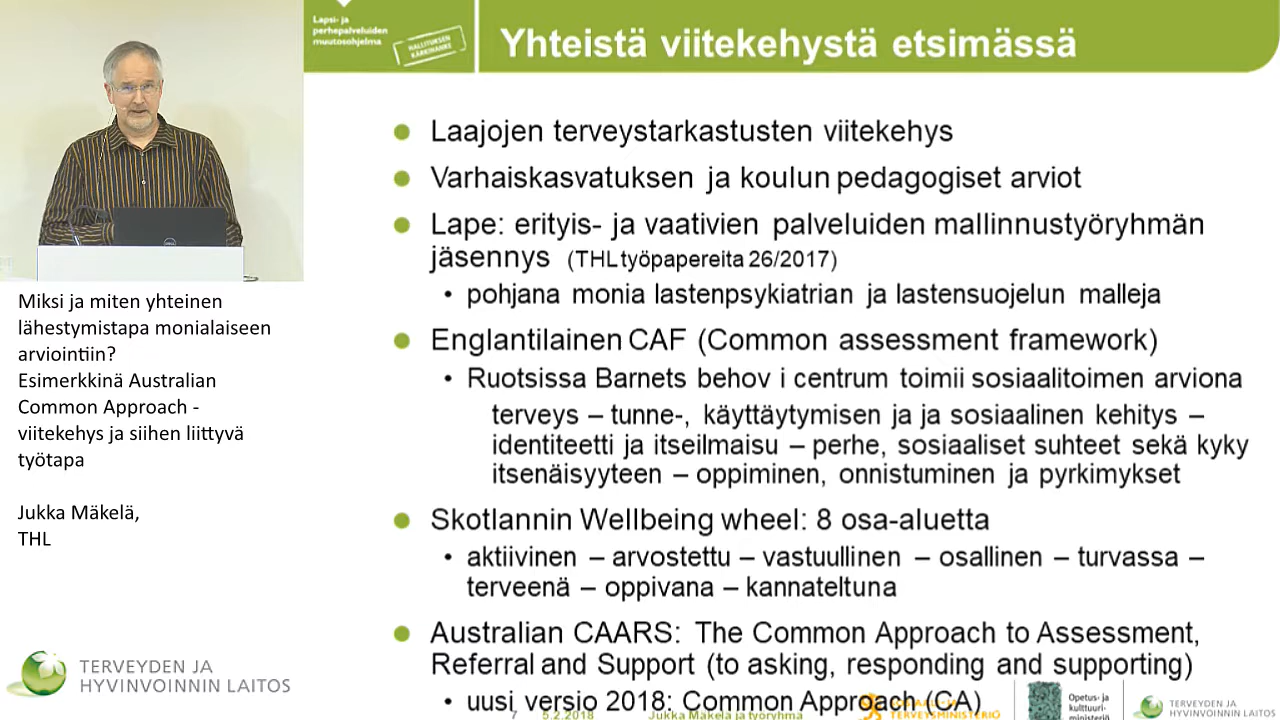 Lapsi- ja
perhepalveluiden
muutosohjelma
HALLITUKSEN
KÄRKIHANKE
Yhteistä viitekehystä etsimässä
Laajojen terveystarkastusten viitekehys
Varhaiskasvatuksen ja koulun pedagogiset arviot
Lape: erityis- ja vaativien palveluiden mallinnustyöryhmän
jäsennys (THL työpapereita 26/2017)
• pohjana monia lastenpsykiatrian ja lastensuojelun malleja
Englantilainen CAF (Common assessment framework)
• Ruotsissa Barnets behov i centrum toimii sosiaalitoimen arviona
terveys – tunne-, käyttäytymisen ja ja sosiaalinen kehitys –
identiteetti ja itseilmaisu – perhe, sosiaaliset suhteet sekä kyky
itsenäisyyteen – oppiminen, onnistuminen ja pyrkimykset
Skotlannin Wellbeing wheel: 8 osa-aluetta
• aktiivinen – arvostettu – vastuullinen – osallinen – turvassa –
terveenä – oppivana – kannateltuna
Australian CAARS: The Common Approach to Assessment,
Referral and Support (to asking, responding and supporting)
• uusi versio 2018: Common Approach (CA)
7 5.2.2018 Jukka Mäkelä ja työryhmä
TERVEYSMINISTERIÖ
Opetus- ja
kulttuuri-
ministeriö
TERVEYDEN JA
HYVINVOINNIN LAITOS
DELL
Miksi ja miten yhteinen
lähestymistapa monialaiseen
arviointiin?
Esimerkkinä Australian
Common Approach -
viitekehys ja siihen liittyvä
työtapa
Jukka Mäkelä,
THL
TERVEYDEN JA
HYVINVOINNIN LAITOS